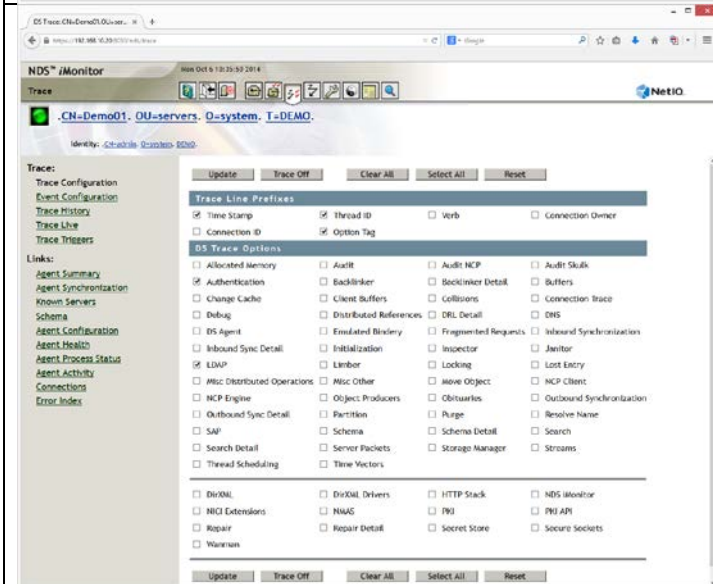 DS Trace: CN=Demo01.OU=ser...
Google
NDS™ iMonitor
Mon Oct 6 10:35:50 2014
Trace
NetIQ.
.CN=Demo01. OU=servers. O=system. T=DEMO.
Identity: .CN=admin. O=system. DEMO.
Trace:
Trace Configuration
Event Configuration
Trace History
Trace Live
Trace Triggers
Links:
Agent Summary
Agent Synchronization
Known Servers
Schema
Agent Configuration
Agent Health
Agent Process Status
Agent Activity
Connections
Error Index
Update Trace Off Clear All Select All Reset
Trace Line Prefixes
Time Stamp Thread ID Verb Connection Owner
Connection ID Option Tag
DS Trace Options
Allocated Memory Audit Audit NCP Audit Skulk
Authentication Backlinker Backlinker Detail Buffers
Change Cache Client Buffers Collisions Connection Trace
Debug Distributed References DRL Detail DNS
DS Agent Emulated Bindery Fragmented Requests Inbound Synchronization
Inbound Sync Detail Initialization Inspector Janitor
LDAP Limber Locking Lost Entry
Misc Distributed Operations Misc Other Move Object NCP Client
NCP Engine Object Producers Obituaries Outbound Synchronization
Outbound Sync Detail Partition Purge Resolve Name
SAP Schema Schema Detail Search
Search Detail Server Packets Storage Manager Streams
Thread Scheduling Time Vectors
DirXML DirXML Drivers HTTP Stack NDS iMonitor
NICI Extensions NMAS PKI PKI API
Repair Repair Detail Secret Store Secure Sockets
Wanman
Update Trace Off Clear All Select All Reset